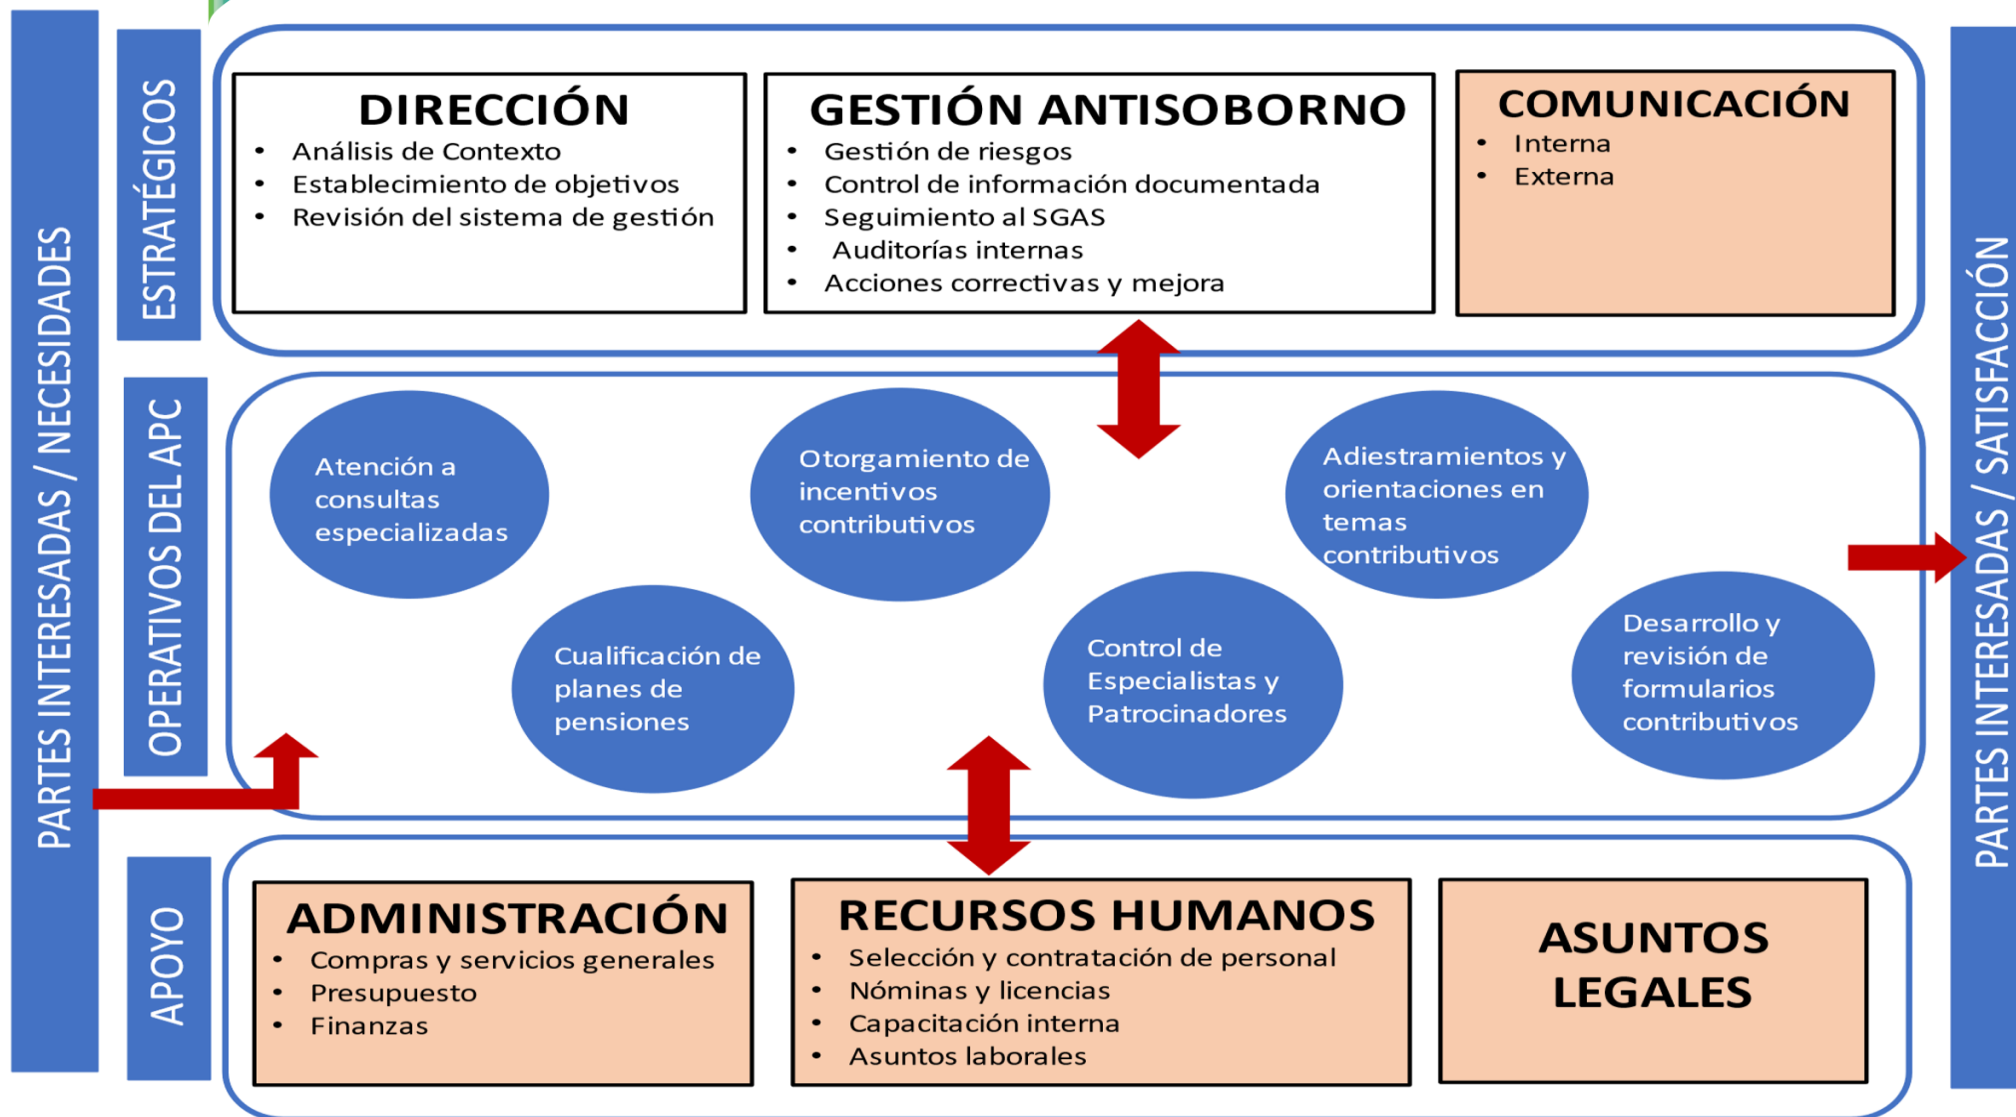 PARTES INTERESADAS / NECESIDADES
ESTRATÉGICOS
DIRECCIÓN
• Análisis de Contexto
• Establecimiento de objetivos
• Revisión del sistema de gestión
GESTIÓN ANTISOBORNO
• Gestión de riesgos
• Control de información documentada
• Seguimiento al SGAS
• Auditorías internas
• Acciones correctivas y mejora
COMUNICACIÓN
• Interna
• Externa
OPERATIVOS DEL APC
Atención a
consultas
especializadas
Cualificación de
planes de
pensiones
Otorgamiento de
incentivos
contributivos
Control de
Especialistas y
Patrocinadores
Adiestramientos y
orientaciones en
temas
contributivos
Desarrollo y
revisión de
formularios
contributivos
APOYO
ADMINISTRACIÓN
• Compras y servicios generales
• Presupuesto
• Finanzas
RECURSOS HUMANOS
• Selección y contratación de personal
• Nóminas y licencias
• Capacitación interna
• Asuntos laborales
ASUNTOS
LEGALES
PARTES INTERESADAS / SATISFACCIÓN